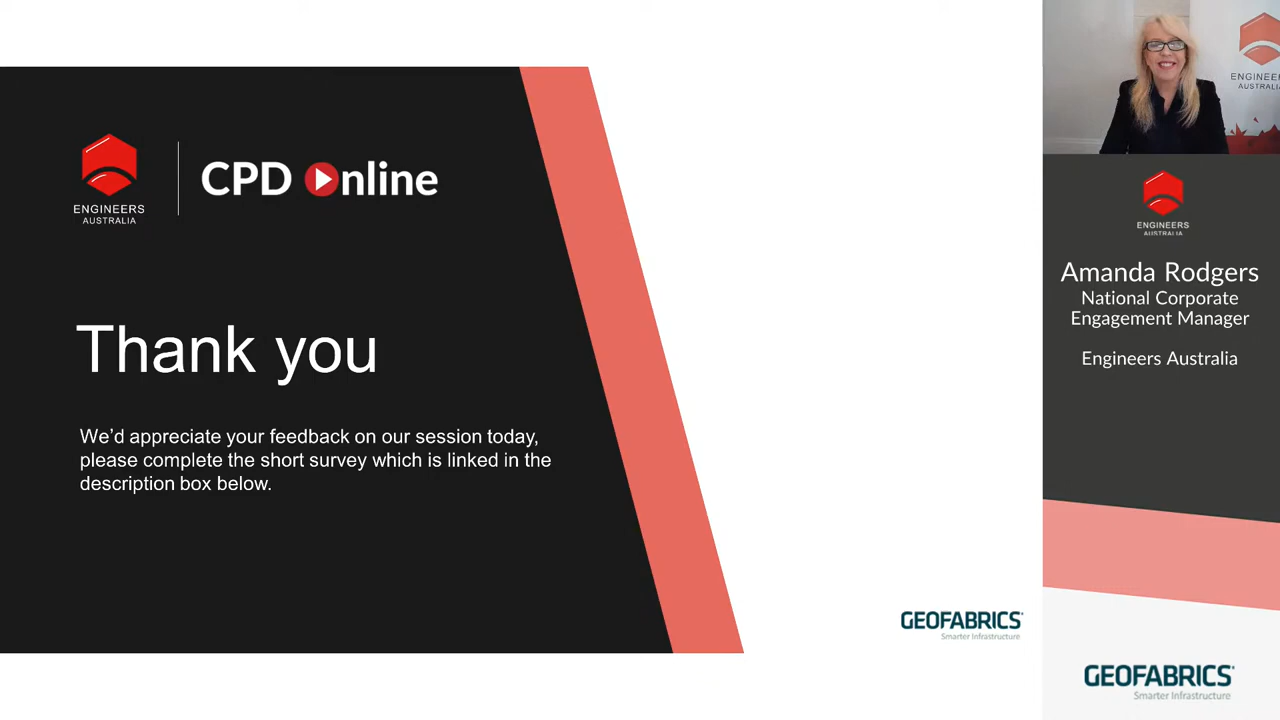 ENGINEERS
AUSTRALIA
CPD Online
Thank you
We’d appreciate your feedback on our session today,
please complete the short survey which is linked in the
description box below.
GEOFABRICS
Smarter Infrastructure
ENGINEERS
AUSTRALIA
ENGINEERS
AUSTRALIA
Amanda Rodgers
National Corporate
Engagement Manager
Engineers Australia
GEOFABRICS
Smarter Infrastructure